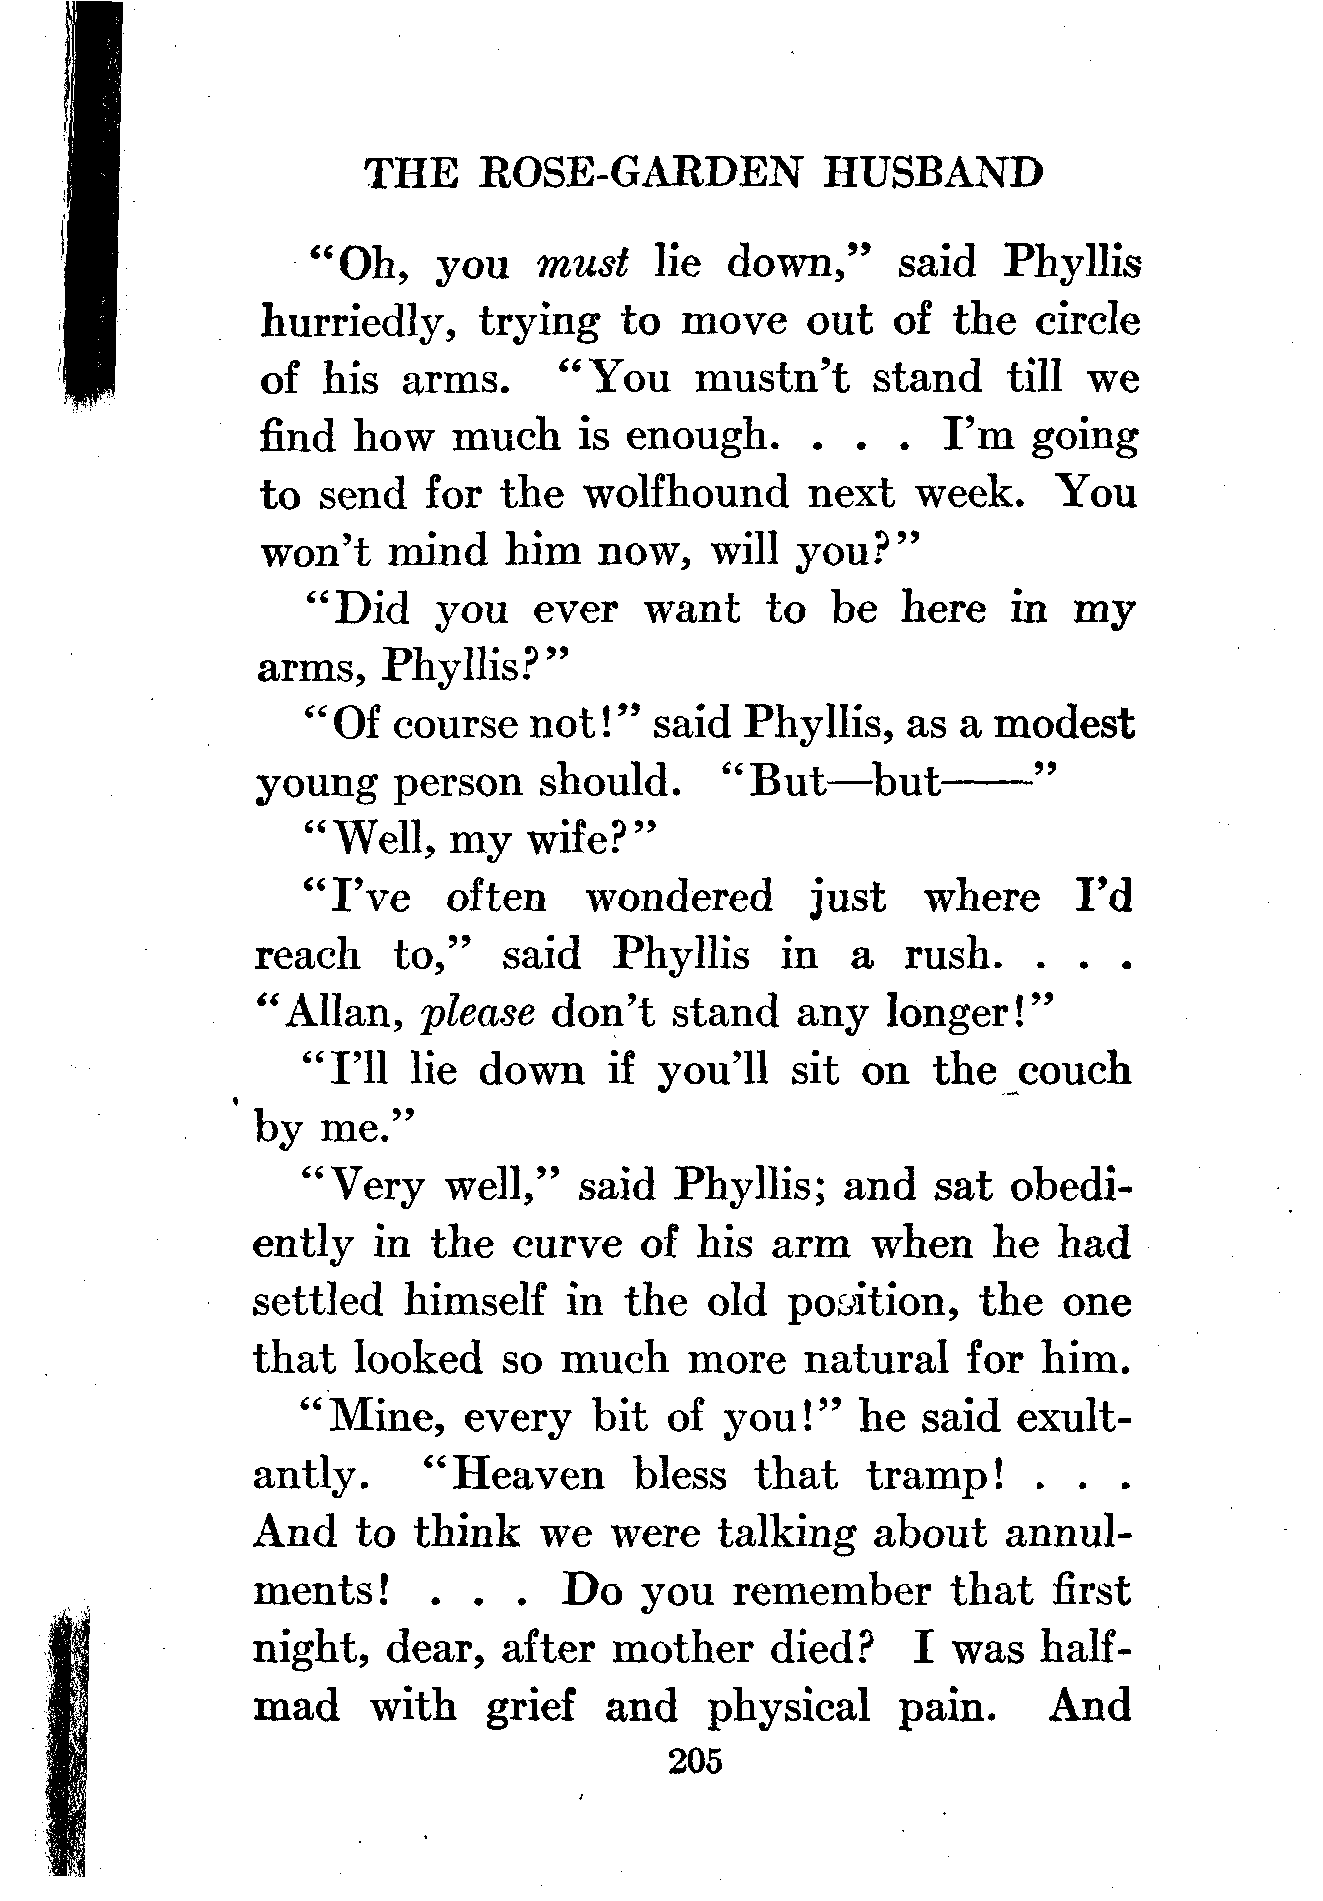 THE ROSE-GARDEN HUSBAND
“Oh, you must lie down,” said Phyllis
hurriedly, trying to move out of the circle
of his arms. “You mustn’t stand till we
find how much is enough. . . . I’m going
to send for the wolfhound next week. You
won’t mind him now, will you?”
“Did you ever want to be here in my
arms, Phyllis?”
“Of course not!” said Phyllis, as a modest
young person should. “But—but——”
“Well, my wife?”
“I’ve often wondered just where I’d
reach to,” said Phyllis in a rush. . . .
“Allan, please don’t stand any longer!”
“I’ll lie down if you’ll sit on the couch
by me.”
“Very well,” said Phyllis; and sat obedi-
ently in the curve of his arm when he had
settled himself in the old position, the one
that looked so much more natural for him.
“Mine, every bit of you!” he said exult-
antly. “Heaven bless that tramp! . . .
And to think we were talking about annul-
ments! . . . Do you remember that first
night, dear, after mother died? I was half-
mad with grief and physical pain. And
205